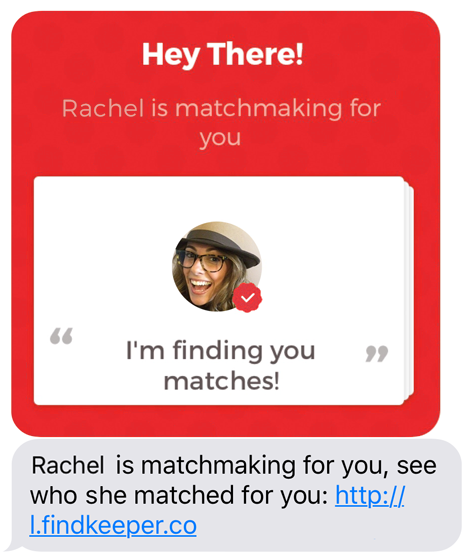 Hey There!
Rachel is matchmaking for
you
“
I'm finding you
”
matches!
Rachel is matchmaking for you, see
who she matched for you: http://
l.findkeeper.co